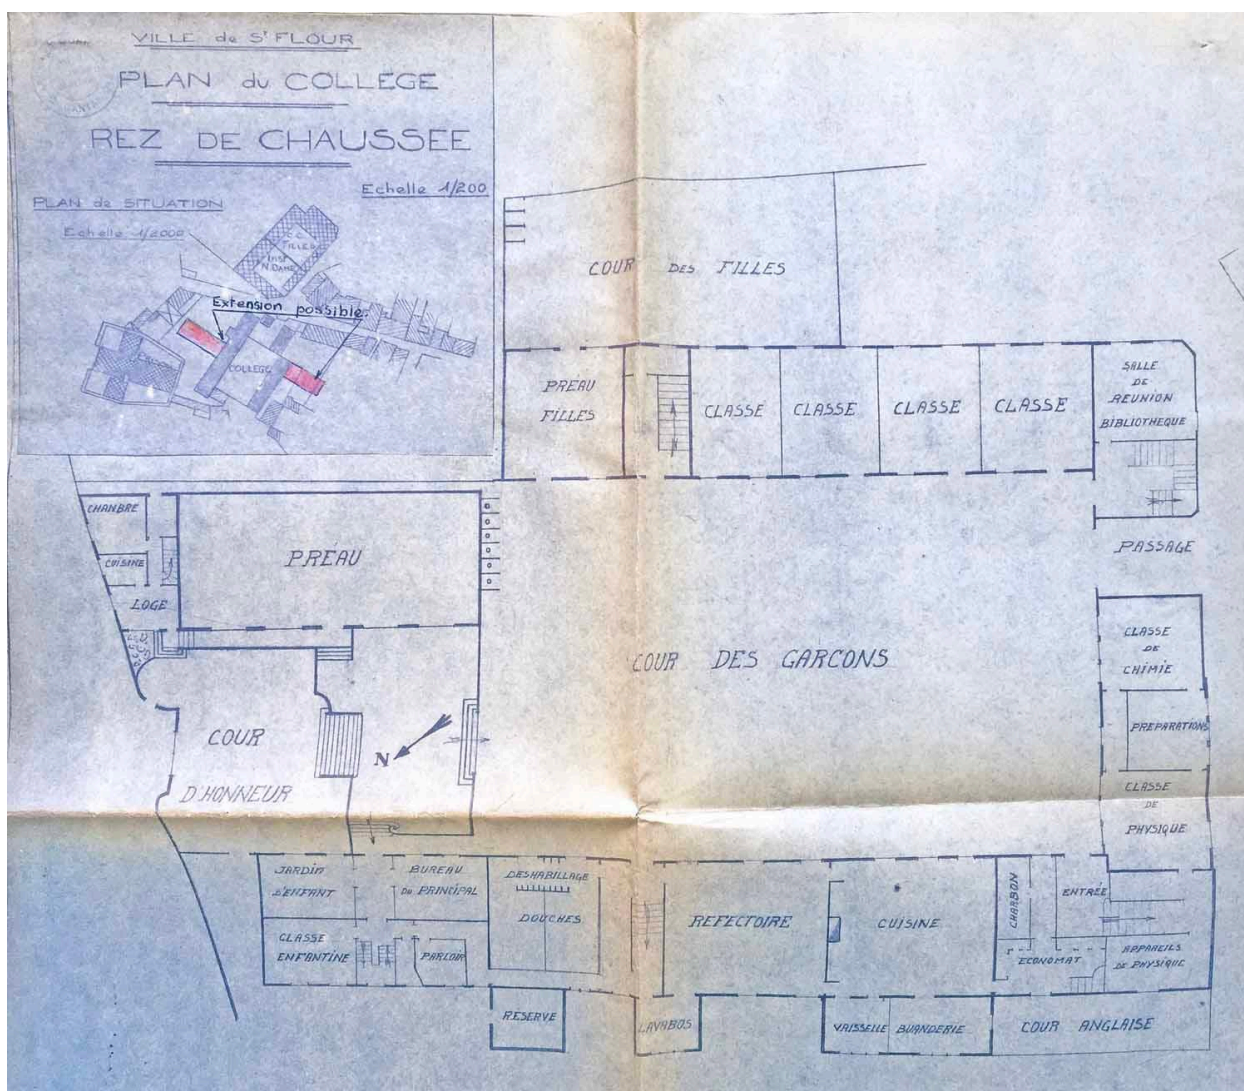 VILLE de St FLOUR
PLAN du COLLEGE
REZ DE CHAUSSEE
Echelle 1/200
PLAN de SITUATION
Echelle 1/2000
FILLES
N. DAME
Extension possible
COLLEGE
COUR DES FILLES
PREAU
FILLES
CLASSE
CLASSE
CLASSE
CLASSE
SALLE
DE
REUNION
BIBLIOTHEQUE
CHAMBRE
CUISINE
LOGE
PREAU
PASSAGE
COUR DES GARCONS
CLASSE
DE
CHIMIE
PREPARATIONS
CLASSE
DE
PHYSIQUE
COUR
D'HONNEUR
N
JARDIN
D'ENFANT
BUREAU
DU PRINCIPAL
CLASSE
ENFANTINE
PARLOIR
DESHABILLAGE
DOUCHES
REFECTOIRE
CUISINE
CHARBON
ENTRÉE
ECONOMAT
APPAREILS
DE PHYSIQUE
RESERVE
LAVABOS
VAISSELLE
BUANDERIE
COUR ANGLAISE